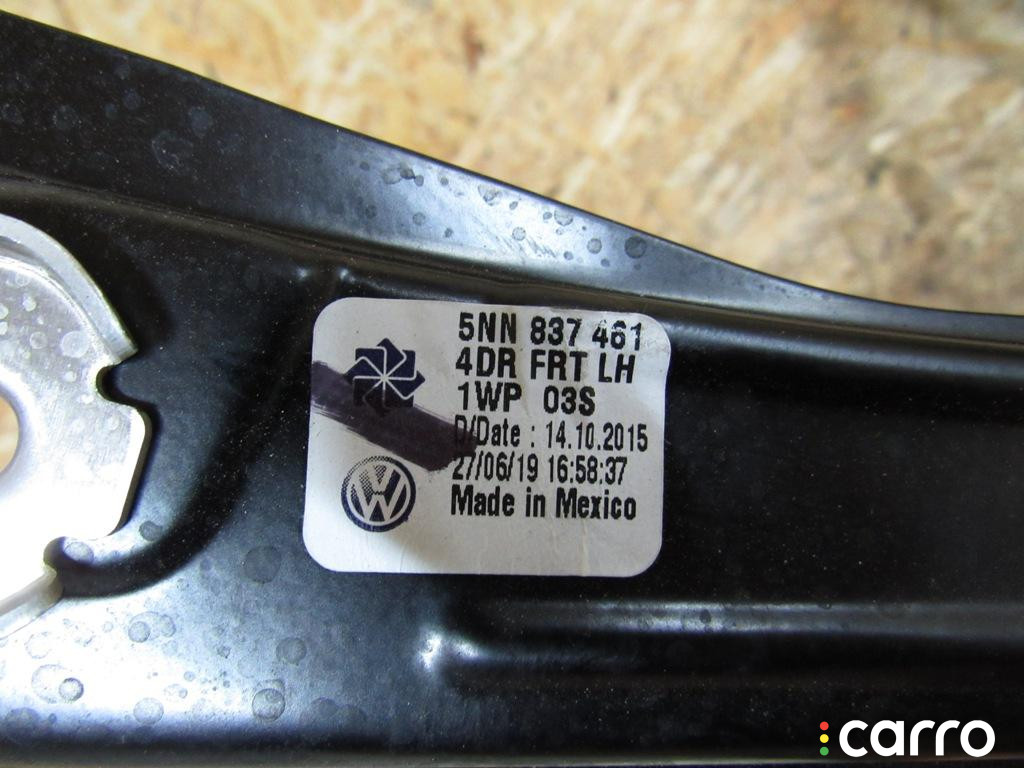 5NN 837 461
4DR FRT LH
1WP 03S
D/Date : 14.10.2015
27/06/19 16:58:37
Made in Mexico
carro